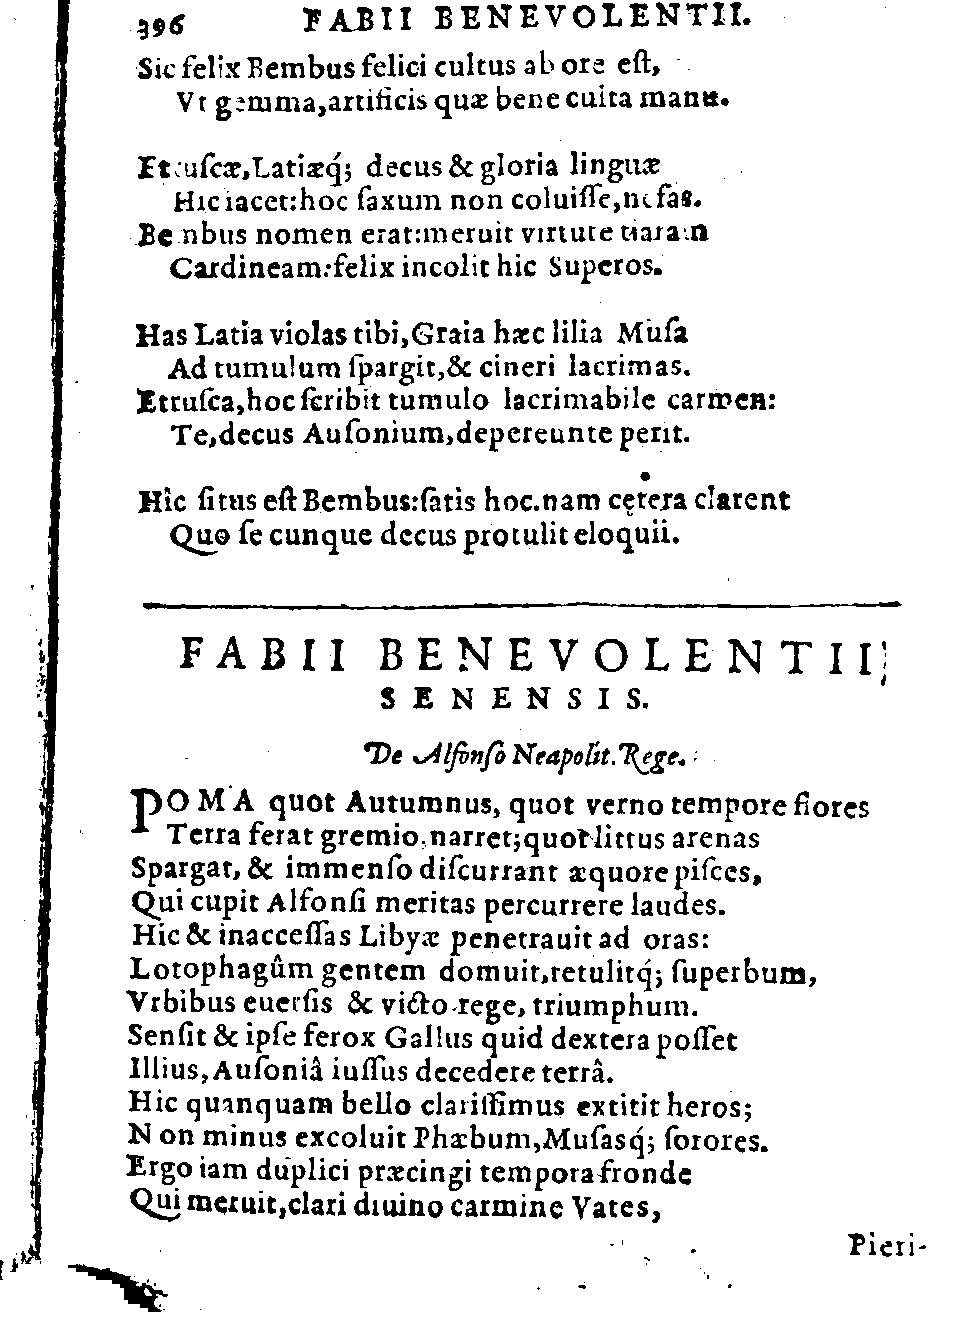 396 FABII BENEVOLENTII.
Sic felix Bembus felici cultus ab ore eſt,
Vt gemma,artificis quæ bene culta manu.
Etruſcæ,Latiæq́; decus & gloria linguæ
Hic iacet:hoc ſaxum non coluiſſe,nefas.
Bembus nomen erat:meruit virtute tiaram
Cardineam:felix incolit hic Superos.
Has Latia violas tibi,Graia hæc lilia Muſa
Ad tumulum ſpargit,& cineri lacrimas.
Etruſca,hoc ſcribit tumulo lacrimabile carmen:
Te,decus Auſonium,depereunte perit.
Hic ſitus eſt Bembus:ſatis hoc.nam cętera clarent
Quo ſe cunque decus protulit eloquii.
FABII BENEVOLENTII
SENENSIS.
De Alfonſo Neapolit. Rege.
POMA quot Autumnus, quot verno tempore flores
Terra ferat gremio,narret;quot littus arenas
Spargat, & immenſo diſcurrant æquore piſces,
Qui cupit Alfonſi meritas percurrere laudes.
Hic & inacceſſas Libyæ penetrauit ad oras:
Lotophagûm gentem domuit,retulitq́; ſuperbum,
Vrbibus euerſis & victo rege, triumphum.
Senſit & ipſe ferox Gallus quid dextera poſſet
Illius,Auſoniâ iuſſus decedere terrâ.
Hic quanquam bello clariſſimus extitit heros;
Non minus excoluit Phæbum,Muſasq́; ſorores.
Ergo iam duplici præcingi tempora fronde
Qui meruit,clari diuino carmine Vates,
Pieri-